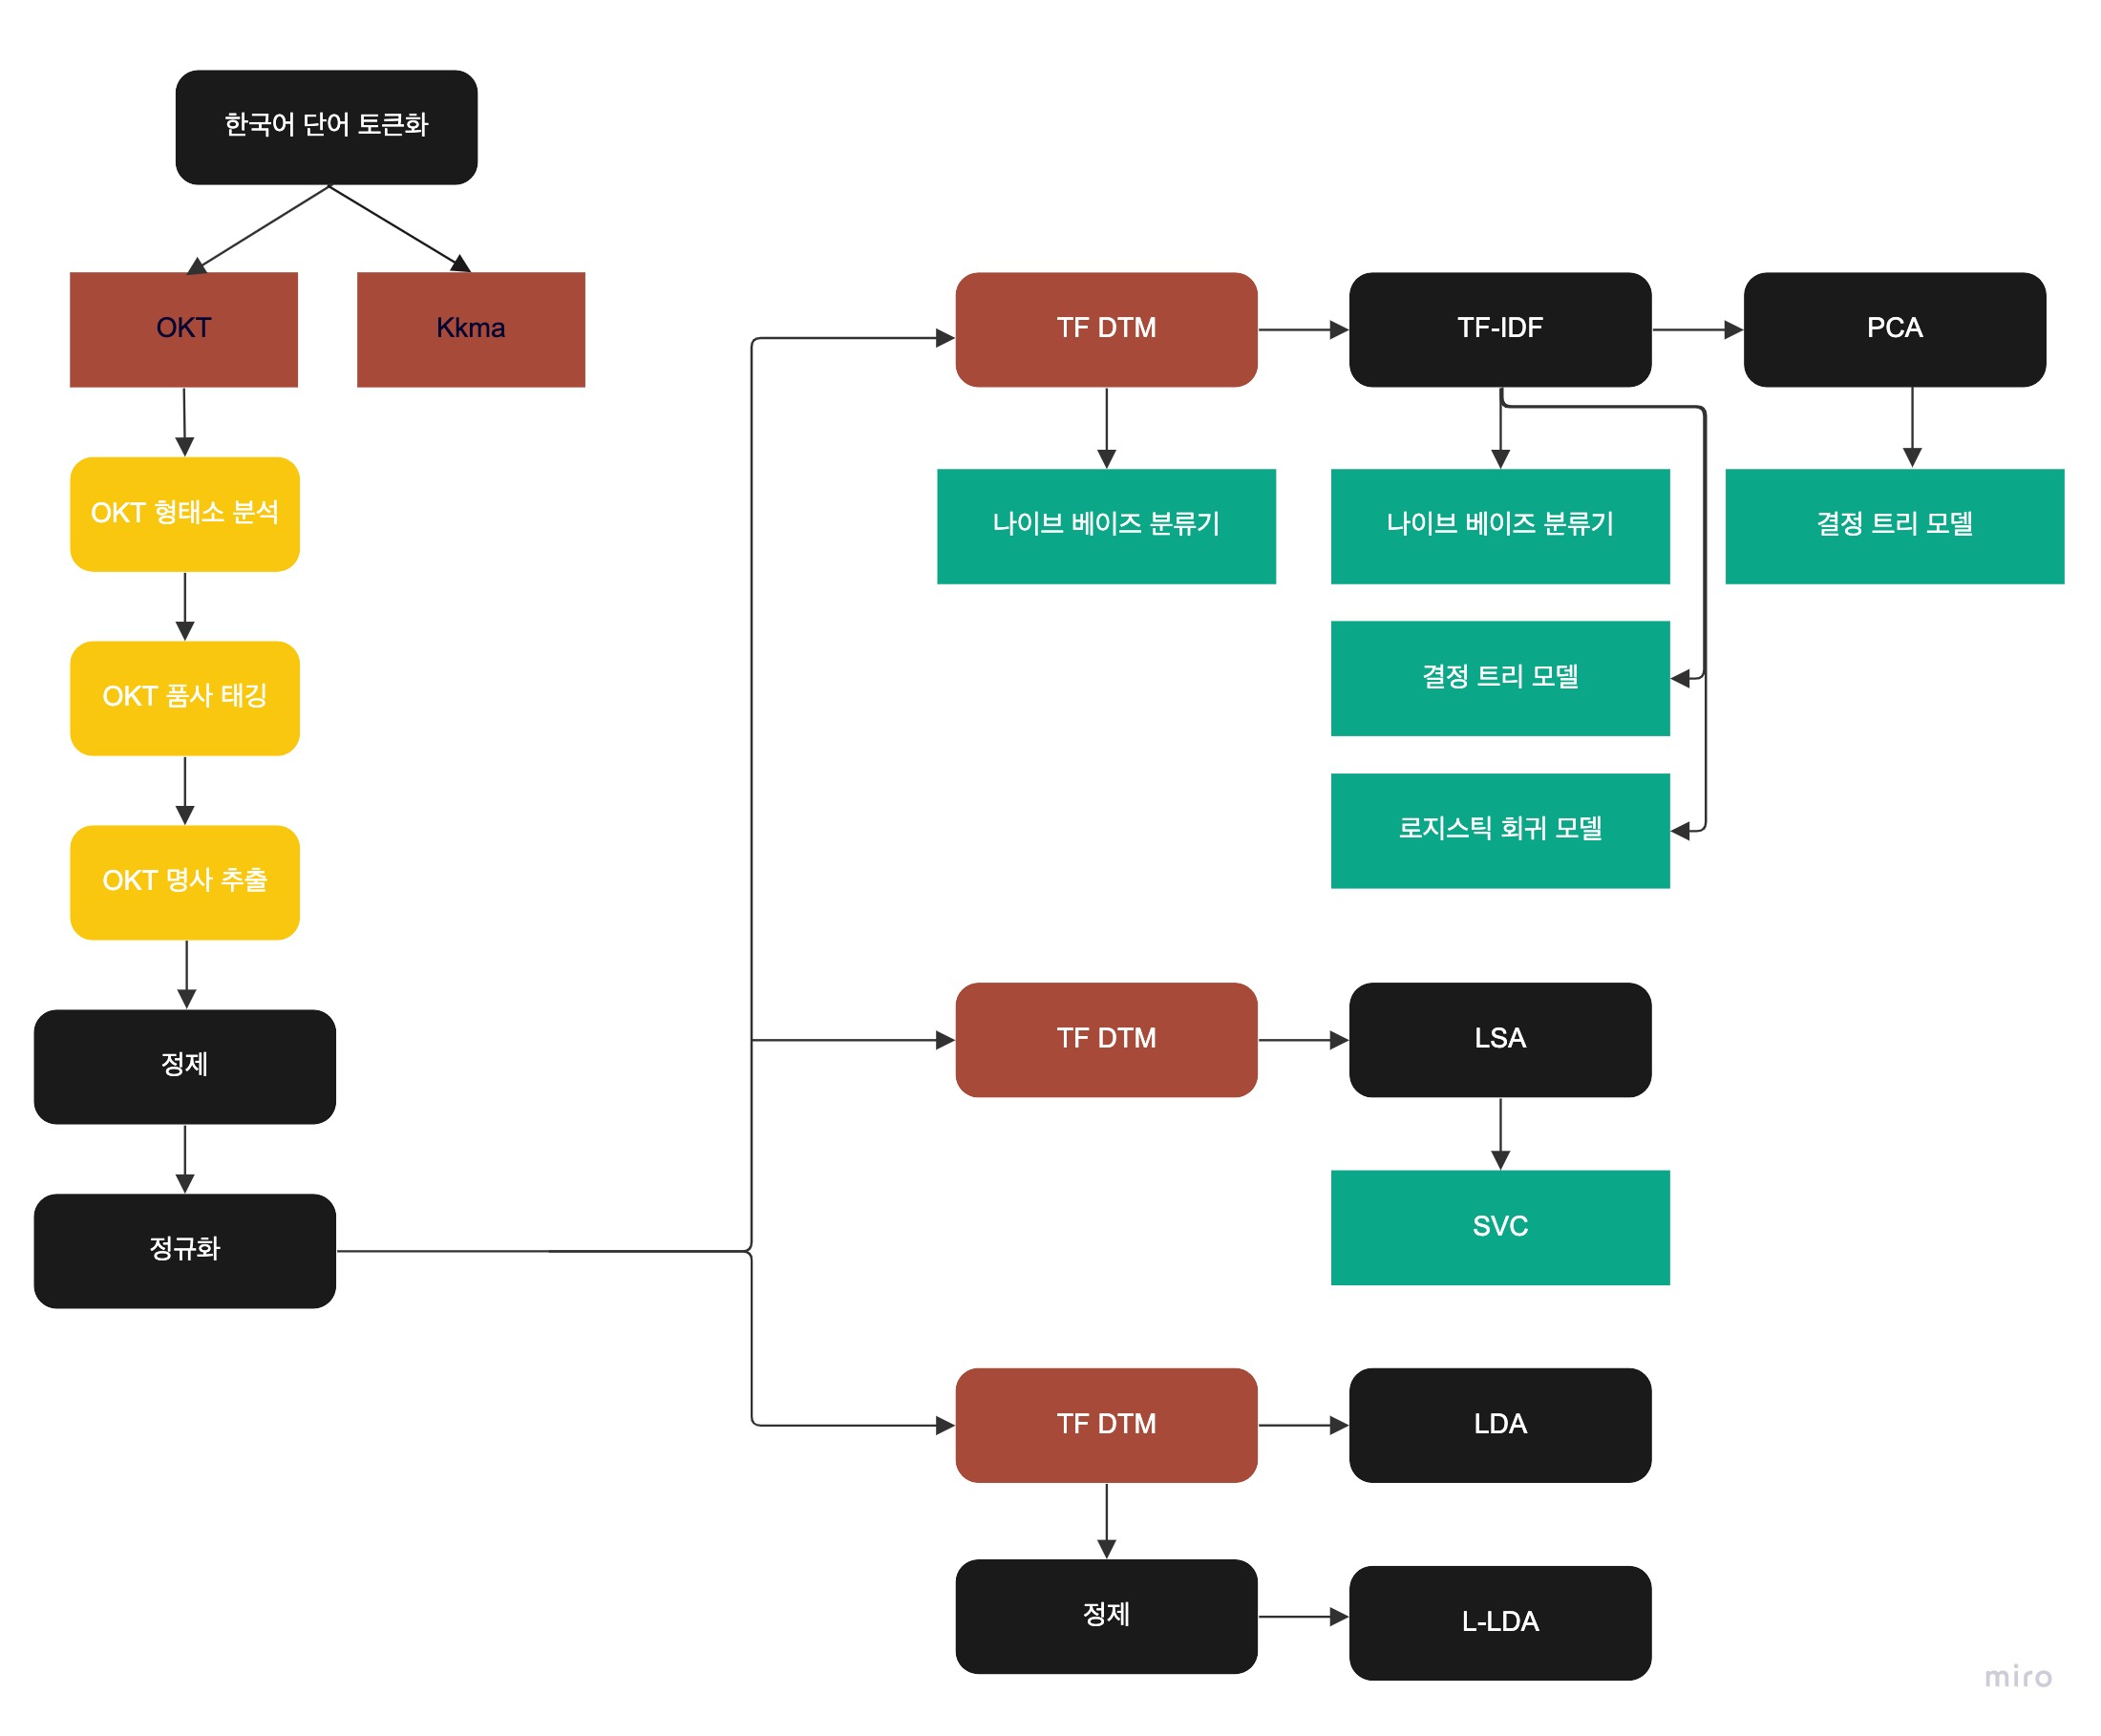 한국어 단어 토큰화
OKT
Kkma
OKT 형태소 분석
OKT 품사 태깅
OKT 명사 추출
정제
정규화
TF DTM
TF-IDF
PCA
나이브 베이즈 분류기
나이브 베이즈 분류기
결정 트리 모델
결정 트리 모델
로지스틱 회귀 모델
TF DTM
LSA
SVC
TF DTM
LDA
정제
L-LDA
miro